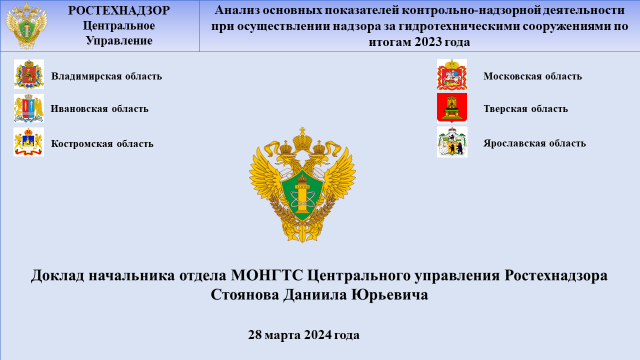 РОСТЕХНАДЗОР
Центральное
Управление
Анализ основных показателей контрольно-надзорной деятельности
при осуществлении надзора за гидротехническими сооружениями по
итогам 2023 года
Владимирская область
Ивановская область
Костромская область
Московская область
Тверская область
Ярославская область
Доклад начальника отдела МОНГТС Центрального управления Ростехнадзора
Стоянова Даниила Юрьевича
28 марта 2024 года